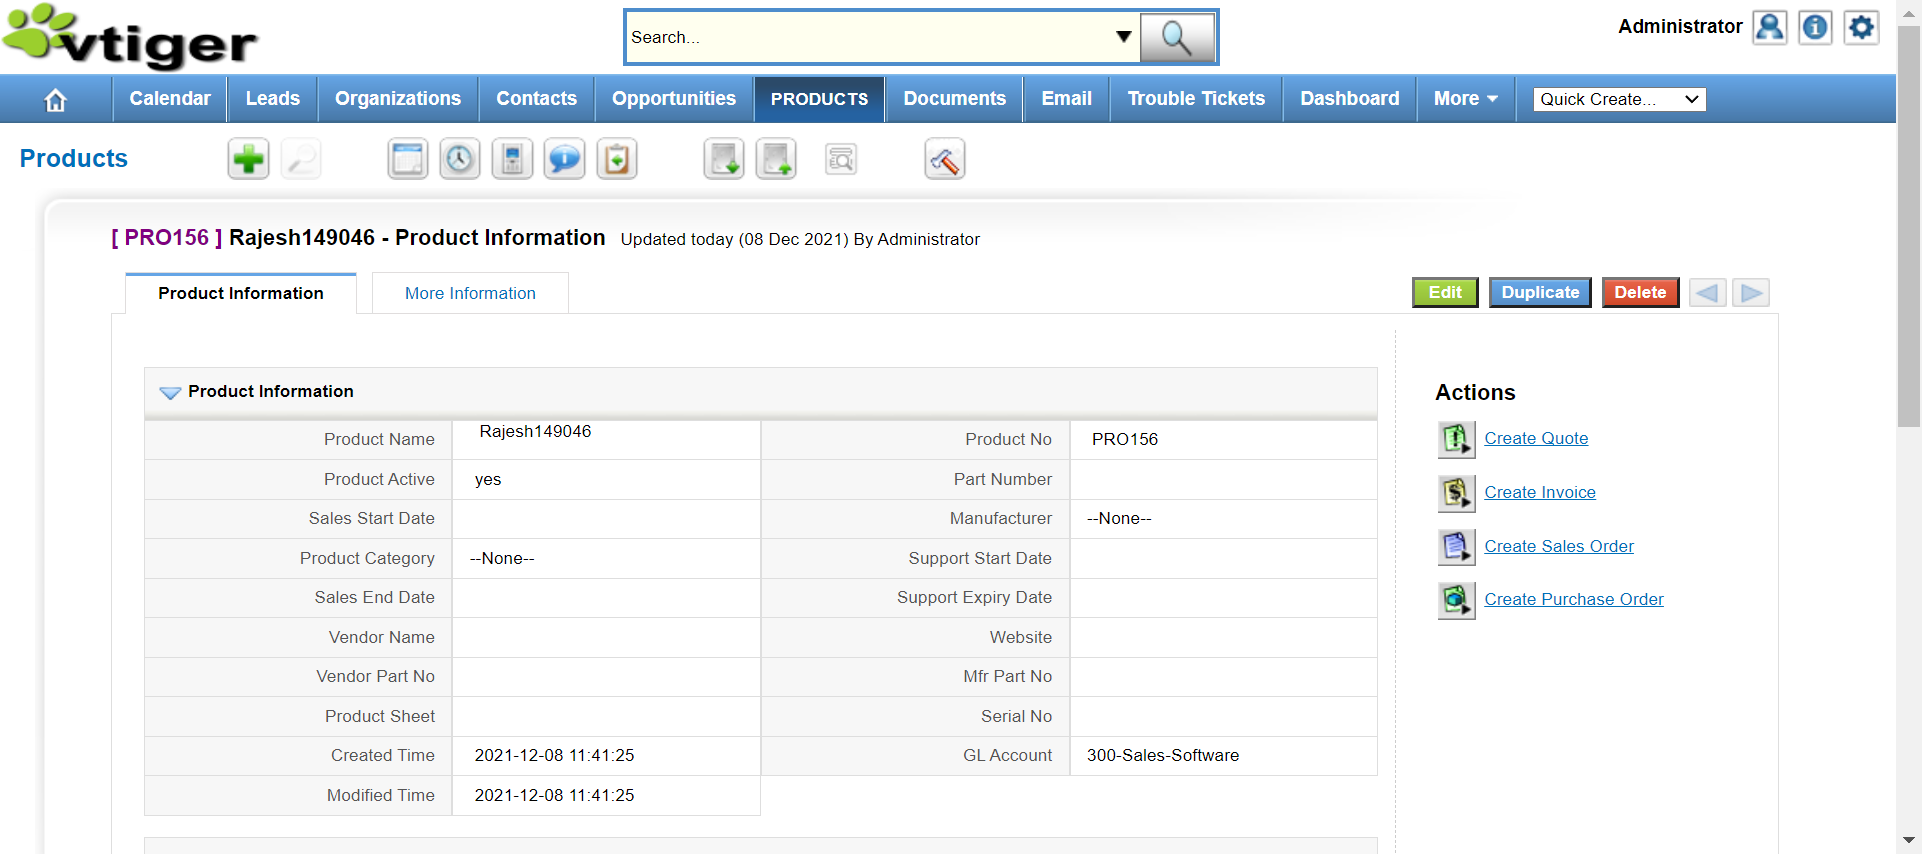 vtiger
Search...
Administrator
Calendar Leads Organizations Contacts Opportunities PRODUCTS Documents Email Trouble Tickets Dashboard More Quick Create...
Products
[ PRO156 ] Rajesh149046 - Product Information Updated today (08 Dec 2021) By Administrator
Product Information More Information Edit Duplicate Delete
Product Information
Product Name Rajesh149046 Product No PRO156
Product Active yes Part Number
Sales Start Date Manufacturer --None--
Product Category --None-- Support Start Date
Sales End Date Support Expiry Date
Vendor Name Website
Vendor Part No Mfr Part No
Product Sheet Serial No
Created Time 2021-12-08 11:41:25 GL Account 300-Sales-Software
Modified Time 2021-12-08 11:41:25
Actions
Create Quote
Create Invoice
Create Sales Order
Create Purchase Order